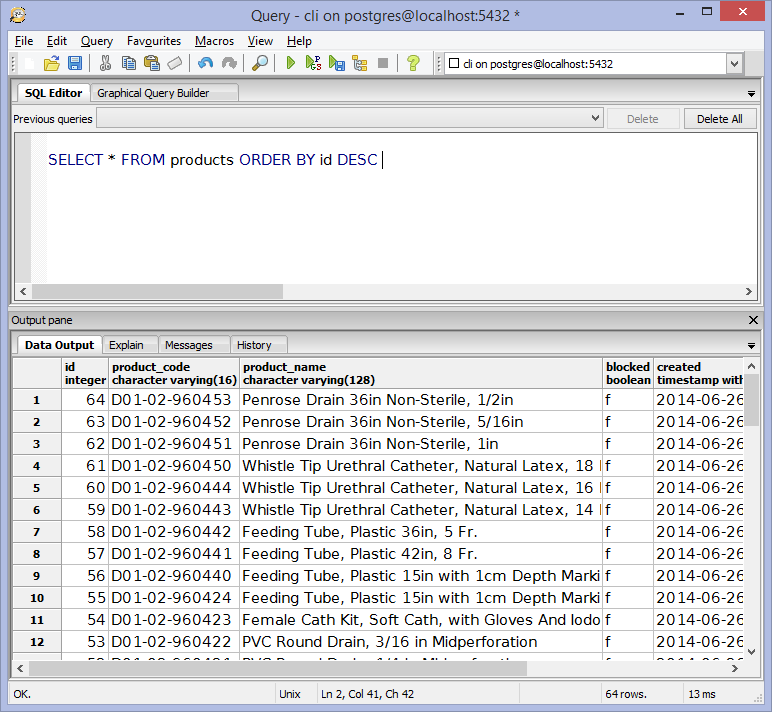 Query - cli on postgres@localhost:5432 *
File Edit Query Favourites Macros View Help
cli on postgres@localhost:5432
SQL Editor Graphical Query Builder
Previous queries Delete Delete All
SELECT * FROM products ORDER BY id DESC
Output pane
Data Output Explain Messages History
id product_code product_name blocked created
integer character varying(16) character varying(128) boolean timestamp with
1 64 D01-02-960453 Penrose Drain 36in Non-Sterile, 1/2in f 2014-06-26
2 63 D01-02-960452 Penrose Drain 36in Non-Sterile, 5/16in f 2014-06-26
3 62 D01-02-960451 Penrose Drain 36in Non-Sterile, 1in f 2014-06-26
4 61 D01-02-960450 Whistle Tip Urethral Catheter, Natural Latex, 18 f 2014-06-26
5 60 D01-02-960444 Whistle Tip Urethral Catheter, Natural Latex, 16 f 2014-06-26
6 59 D01-02-960443 Whistle Tip Urethral Catheter, Natural Latex, 14 f 2014-06-26
7 58 D01-02-960442 Feeding Tube, Plastic 36in, 5 Fr. f 2014-06-26
8 57 D01-02-960441 Feeding Tube, Plastic 42in, 8 Fr. f 2014-06-26
9 56 D01-02-960440 Feeding Tube, Plastic 15in with 1cm Depth Marki f 2014-06-26
10 55 D01-02-960424 Feeding Tube, Plastic 15in with 1cm Depth Marki f 2014-06-26
11 54 D01-02-960423 Female Cath Kit, Soft Cath, with Gloves And Iodo f 2014-06-26
12 53 D01-02-960422 PVC Round Drain, 3/16 in Midperforation f 2014-06-26
OK. Unix Ln 2, Col 41, Ch 42 64 rows. 13 ms